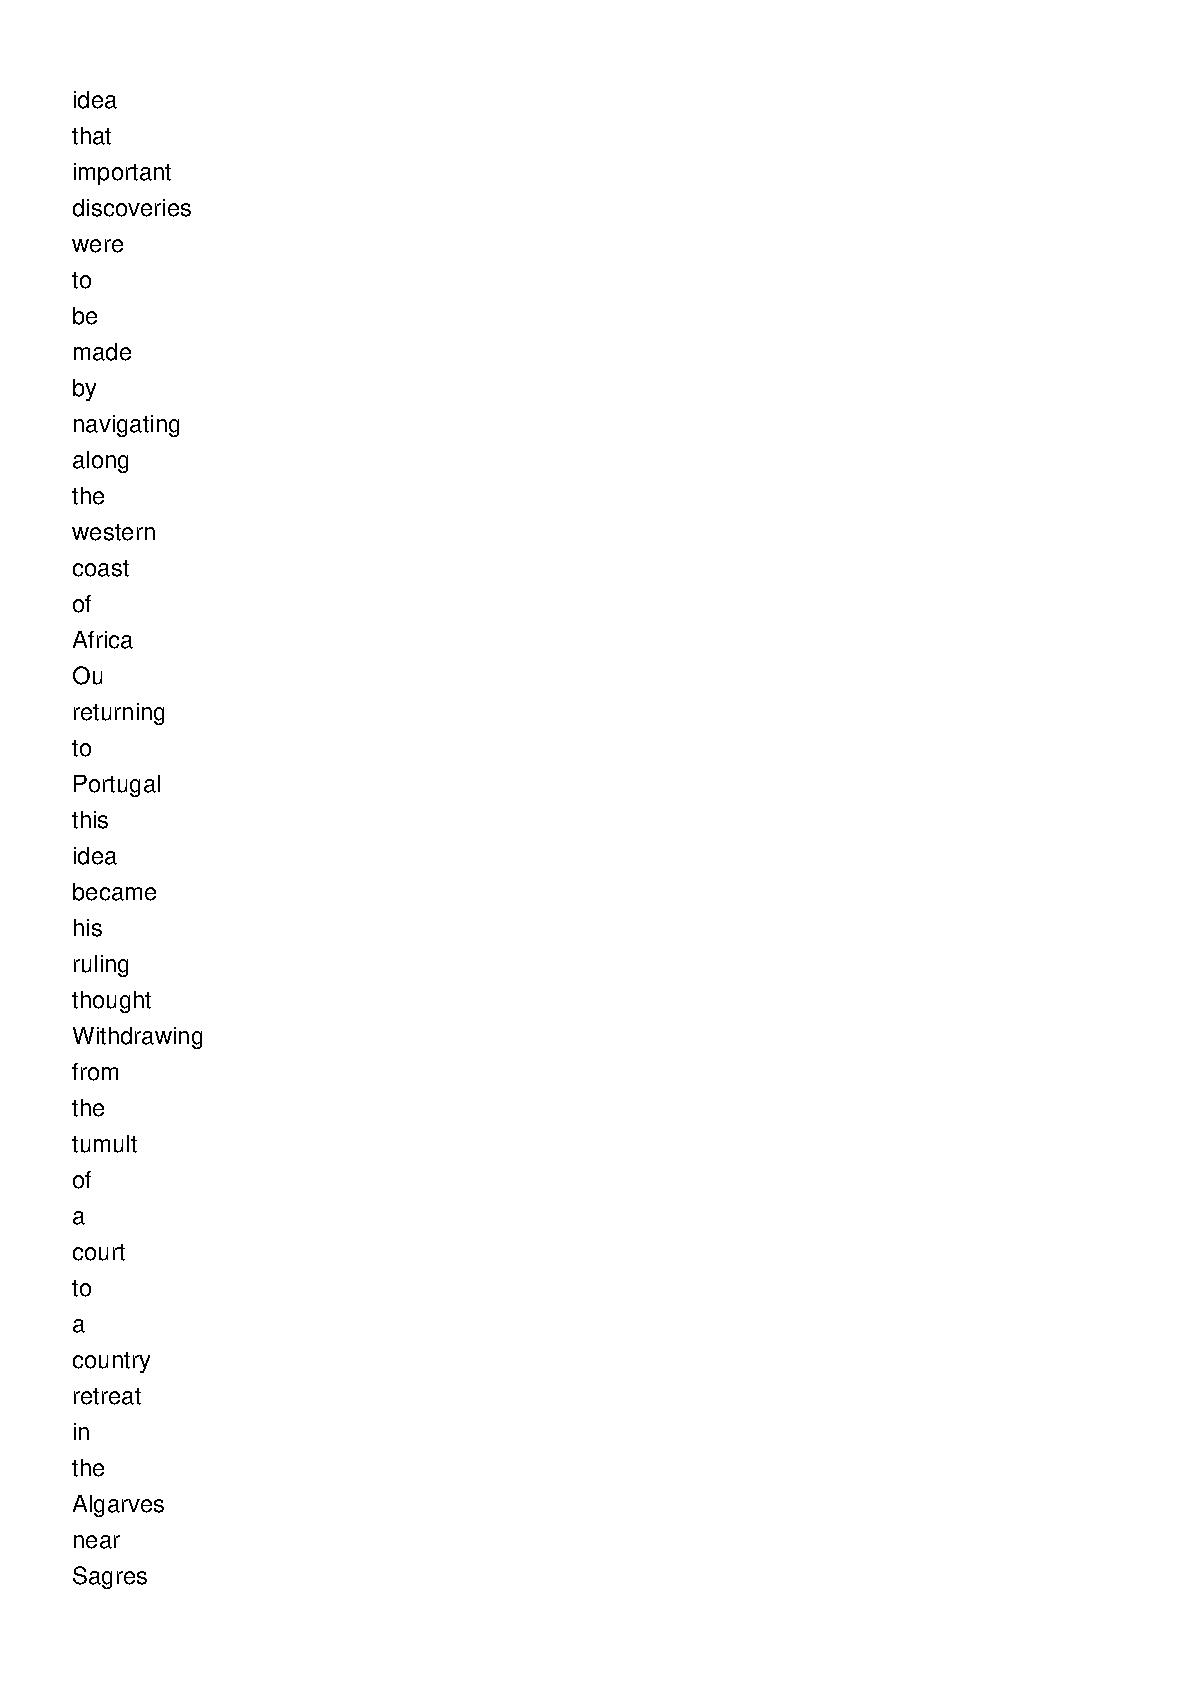 idea
that
important
discoveries
were
to
be
made
by
navigating
along
the
western
coast
of
Africa
Ou
returning
to
Portugal
this
idea
became
his
ruling
thought
Withdrawing
from
the
tumult
of
a
court
to
a
country
retreat
in
the
Algarves
near
Sagres